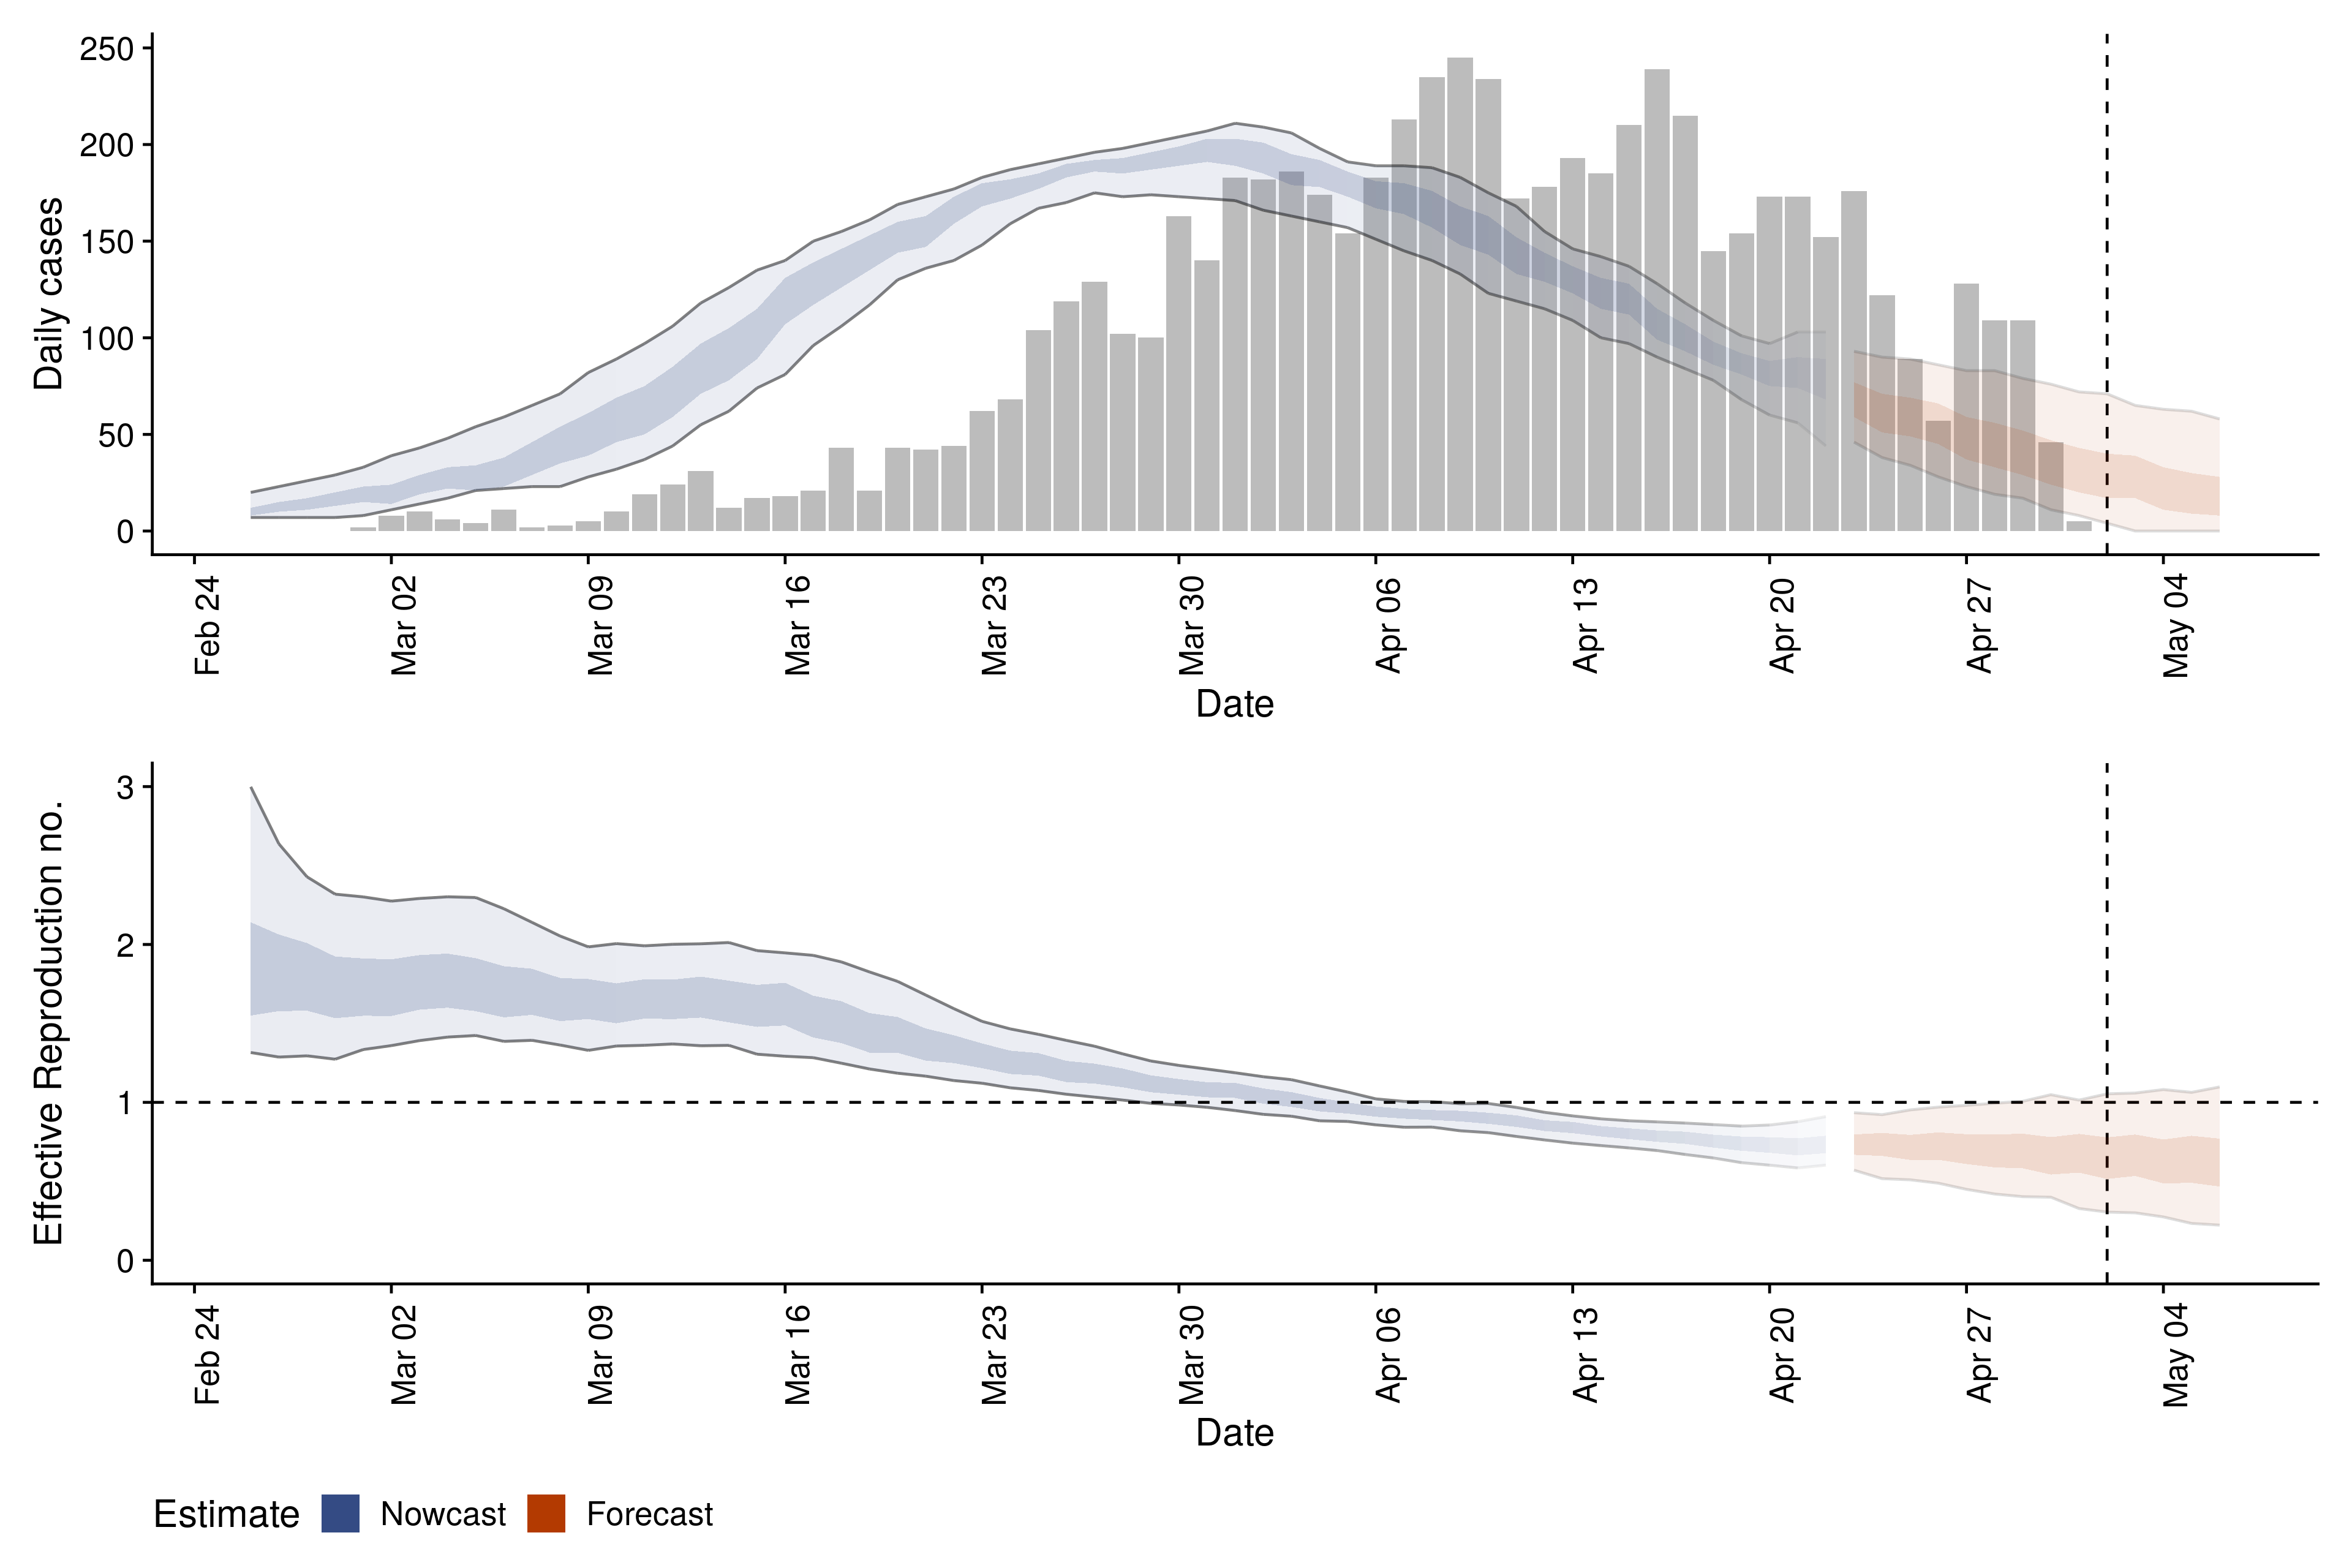 250
200
150
100
50
0
Daily cases
Feb 24
Mar 02
Mar 09
Mar 16
Mar 23
Mar 30
Apr 06
Apr 13
Apr 20
Apr 27
May 04
Date
3
2
1
0
Effective Reproduction no.
Feb 24
Mar 02
Mar 09
Mar 16
Mar 23
Mar 30
Apr 06
Apr 13
Apr 20
Apr 27
May 04
Date
Estimate Nowcast Forecast